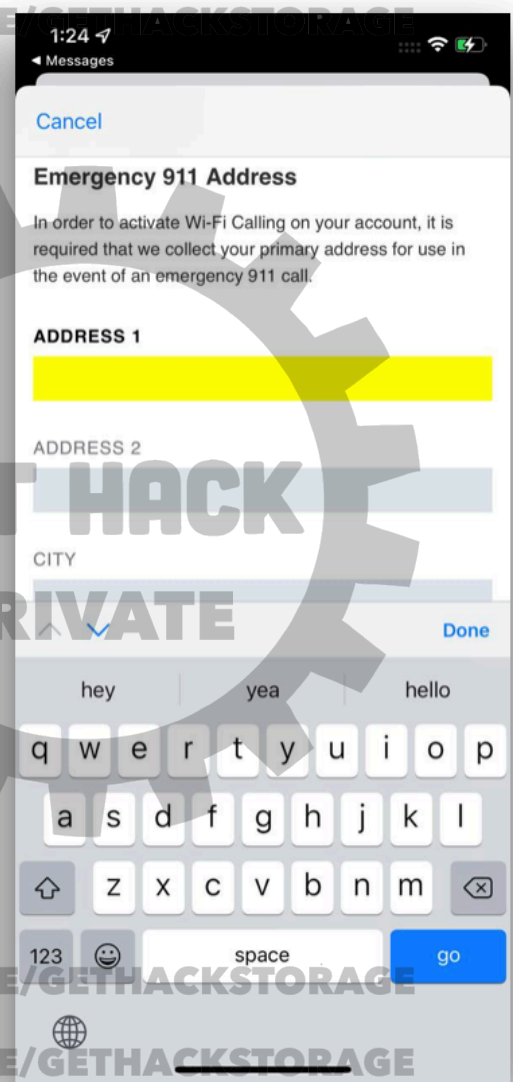 E/GETHACKSTORAGE
1:24
Messages
Cancel
Emergency 911 Address
In order to activate Wi-Fi Calling on your account, it is
required that we collect your primary address for use in
the event of an emergency 911 call.
ADDRESS 1
ADDRESS 2
T HACK
CITY
RIVATE
Done
hey yea hello
q w e r t y u i o p
a s d f g h j k l
z x c v b n m
123 space go
E/GETHACKSTORAGE
E/GETHACKSTORAGE